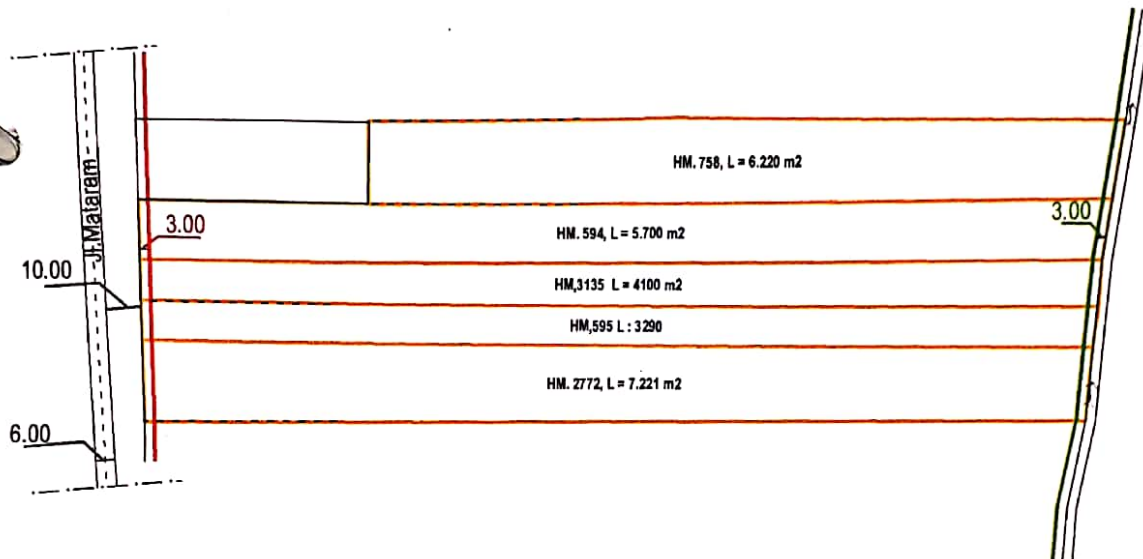 HM. 758, L = 6.220 m2
Jl.Mataram
3.00
3.00
HM. 594, L = 5.700 m2
10.00
HM,3135 L = 4100 m2
HM,595 L : 3290
HM. 2772, L = 7.221 m2
6.00